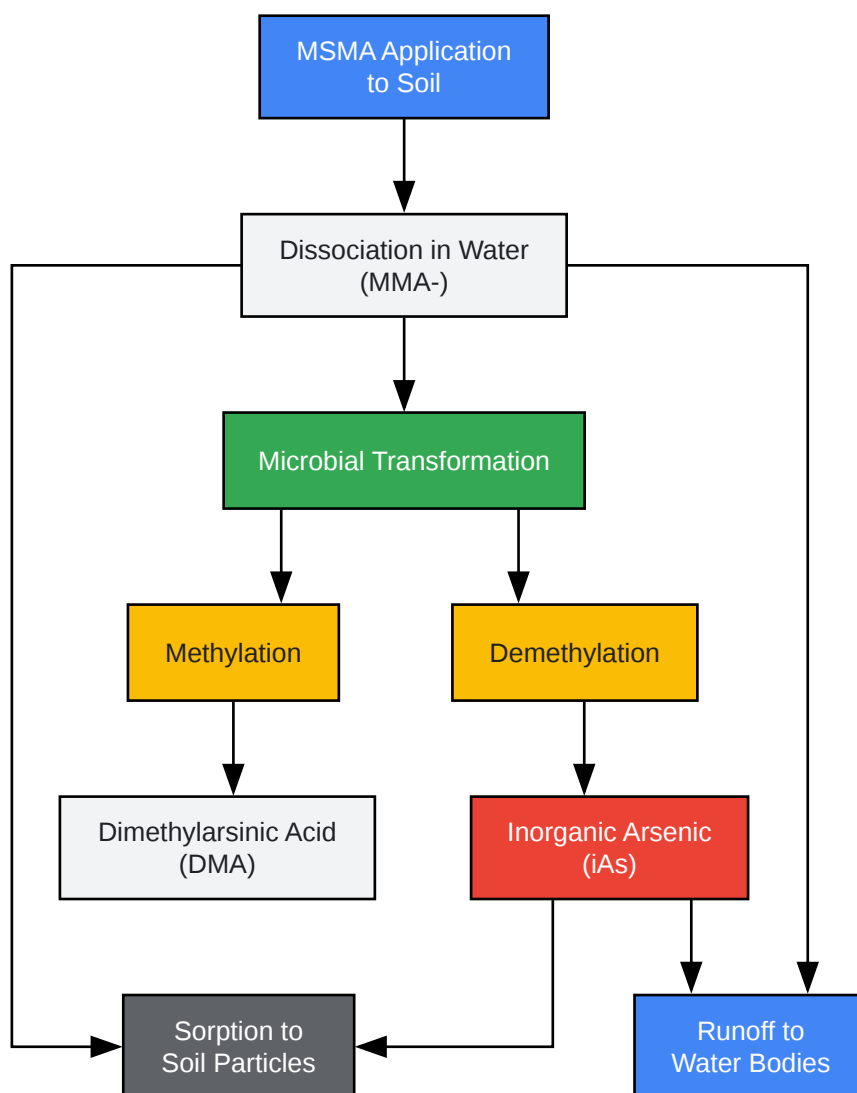 MSMA Application
to Soil
Dissociation in Water
(MMA-)
Microbial Transformation
Methylation
Demethylation
Dimethylarsinic Acid
(DMA)
Inorganic Arsenic
(iAs)
Sorption to
Soil Particles
Runoff to
Water Bodies